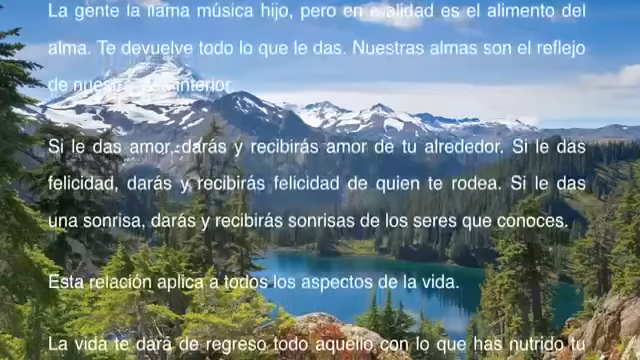 La gente la llama música hijo, pero en realidad es el alimento del
alma. Te devuelve todo lo que le das. Nuestras almas son el reflejo
de nuestro interior.
Si le das amor, darás y recibirás amor de tu alrededor. Si le das
felicidad, darás y recibirás felicidad de quien te rodea. Si le das
una sonrisa, darás y recibirás sonrisas de los seres que conoces.
Esta relación aplica a todos los aspectos de la vida.
La vida te dará de regreso todo aquello con lo que has nutrido tu